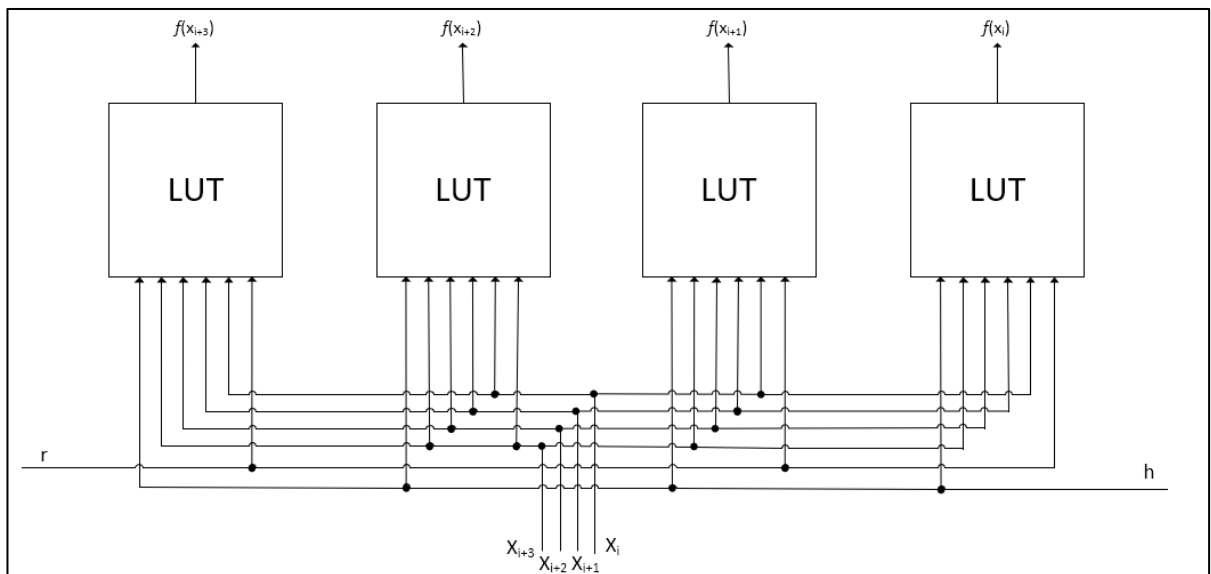 f(xi+3) f(xi+2) f(xi+1) f(xi)
LUT LUT LUT LUT
r
h
Xi+3 Xi
Xi+2 Xi+1